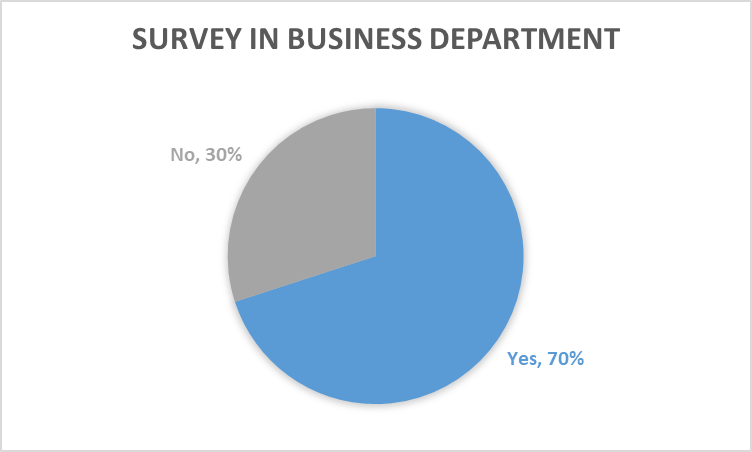 SURVEY IN BUSINESS DEPARTMENT
No, 30%
Yes, 70%